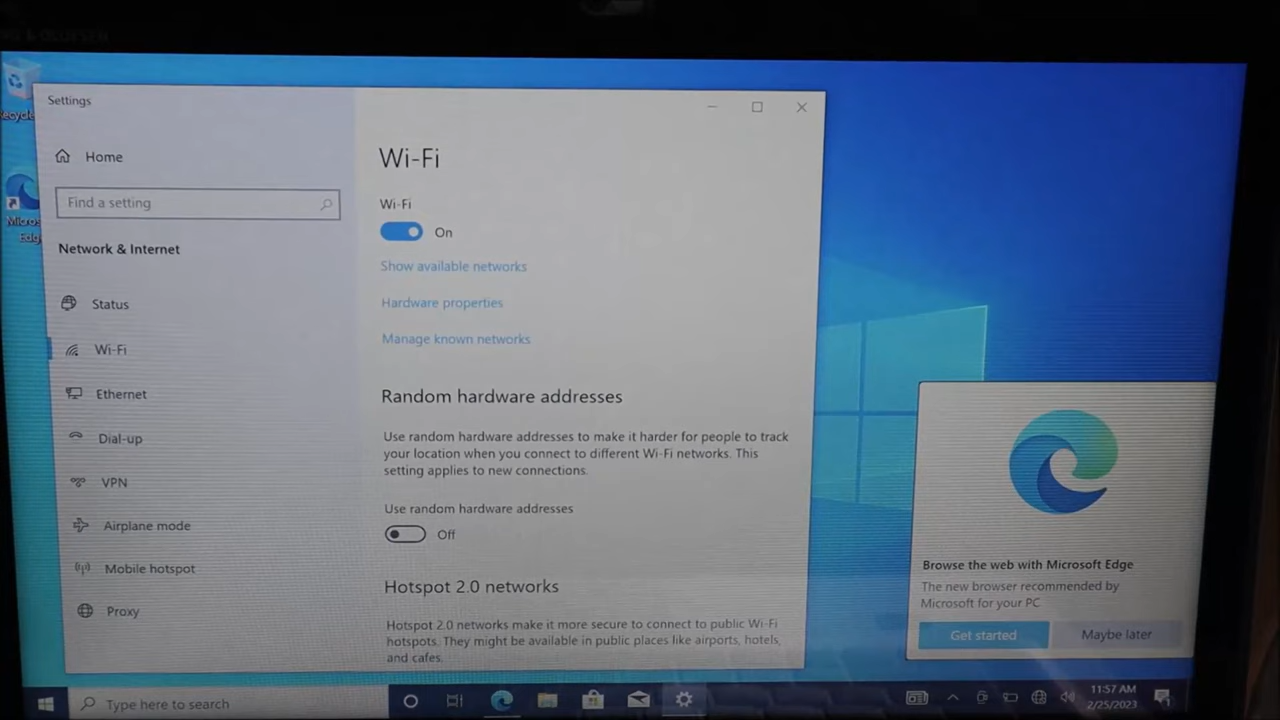 Recycle
Micros
Edg
Settings
Home
Find a setting
Network & Internet
Status
Wi-Fi
Ethernet
Dial-up
VPN
Airplane mode
Mobile hotspot
Proxy
Wi-Fi
Wi-Fi
On
Show available networks
Hardware properties
Manage known networks
Random hardware addresses
Use random hardware addresses to make it harder for people to track
your location when you connect to different Wi-Fi networks. This
setting applies to new connections.
Use random hardware addresses
Off
Hotspot 2.0 networks
Hotspot 2.0 networks make it more secure to connect to public Wi-Fi
hotspots. They might be available in public places like airports, hotels,
and cafes.
Browse the web with Microsoft Edge
The new browser recommended by
Microsoft for your PC
Get started
Maybe later
Type here to search
11:57 AM
2/25/2023
1